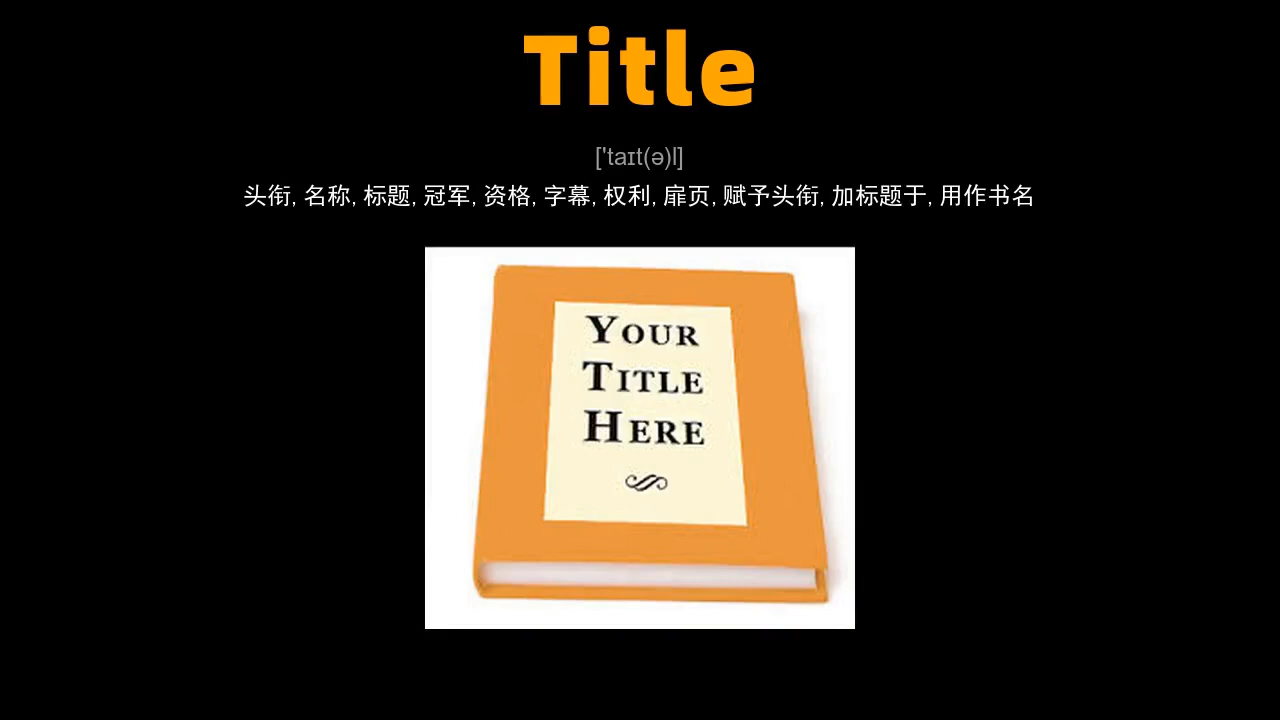 Title
['taɪt(ə)l]
头衔, 名称, 标题, 冠军, 资格, 字幕, 权利, 扉页, 赋予头衔, 加标题于, 用作书名
YOUR
TITLE
HERE